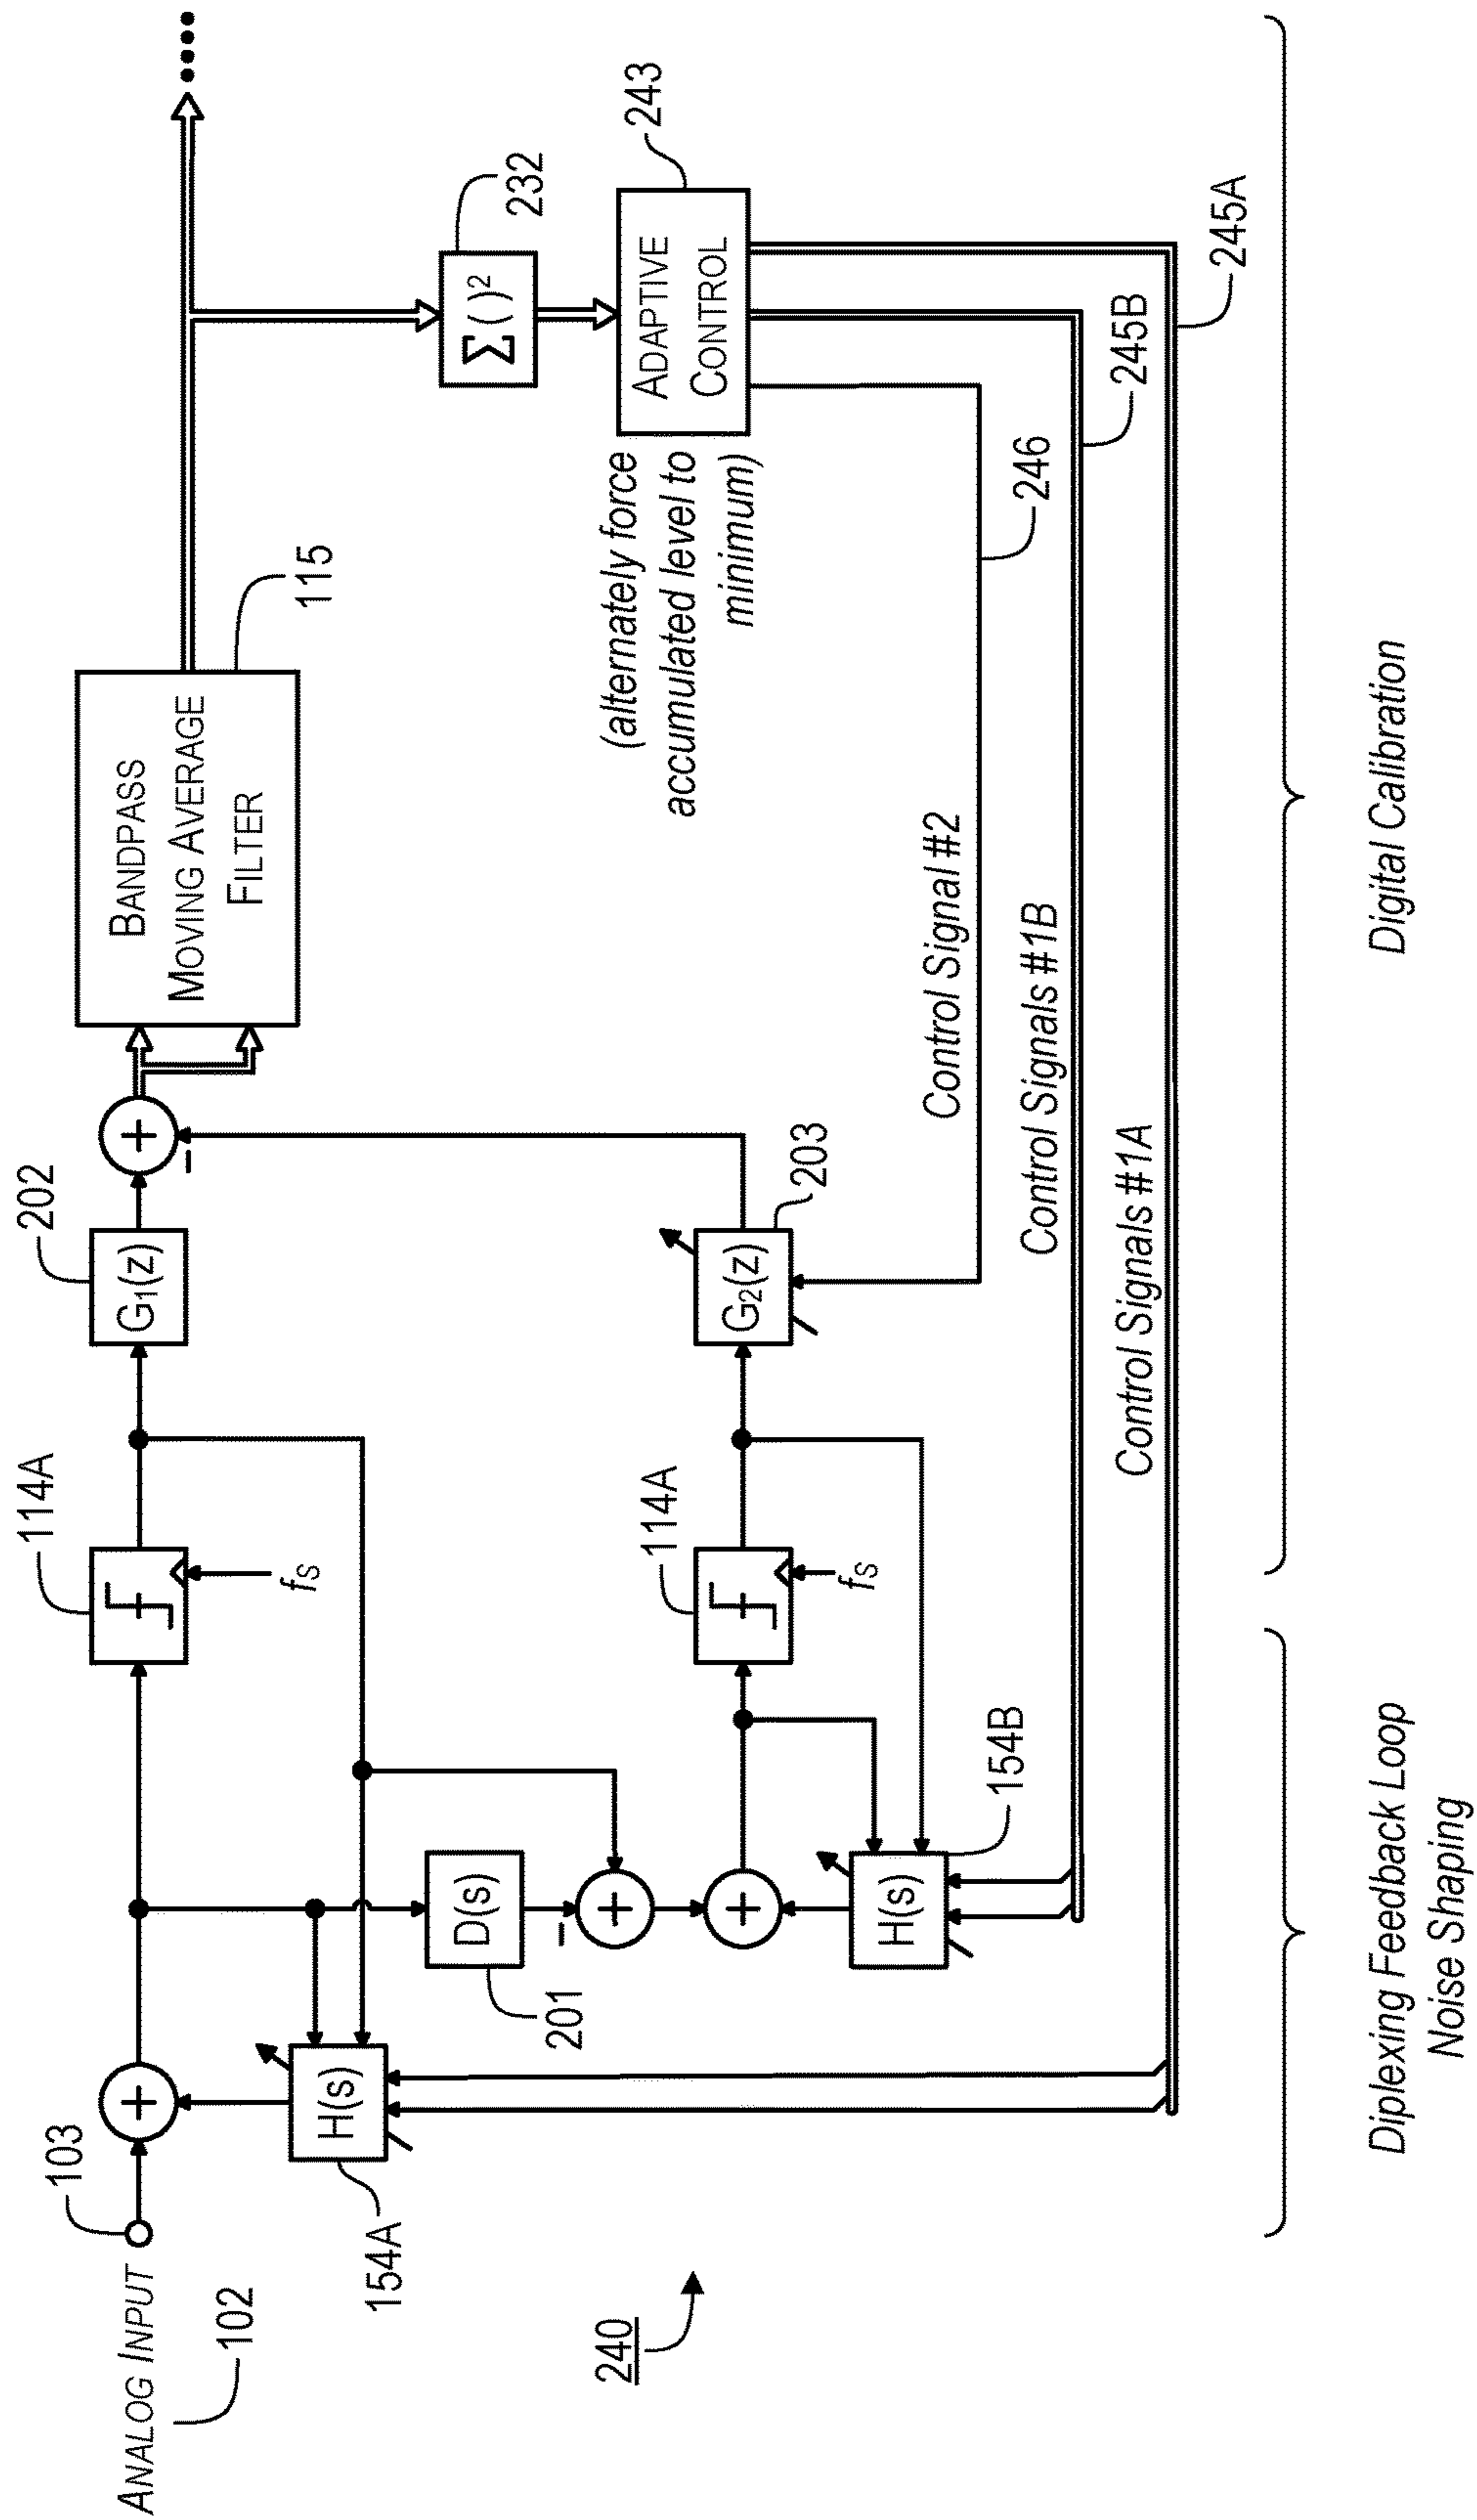 ANALOG INPUT
102
103
154A
H(s)
+
114A
fS
202
G1(z)
+
−
BANDPASS
MOVING AVERAGE
FILTER
115
D(s)
201
−
+
+
H(s)
154B
114A
fS
G2(z)
203
Σ( )2
232
ADAPTIVE
CONTROL
243
(alternately force
accumulated level to
minimum)
Control Signal #2
246
Control Signals #1B
245B
Control Signals #1A
245A
240
Diplexing Feedback Loop
Noise Shaping
Digital Calibration